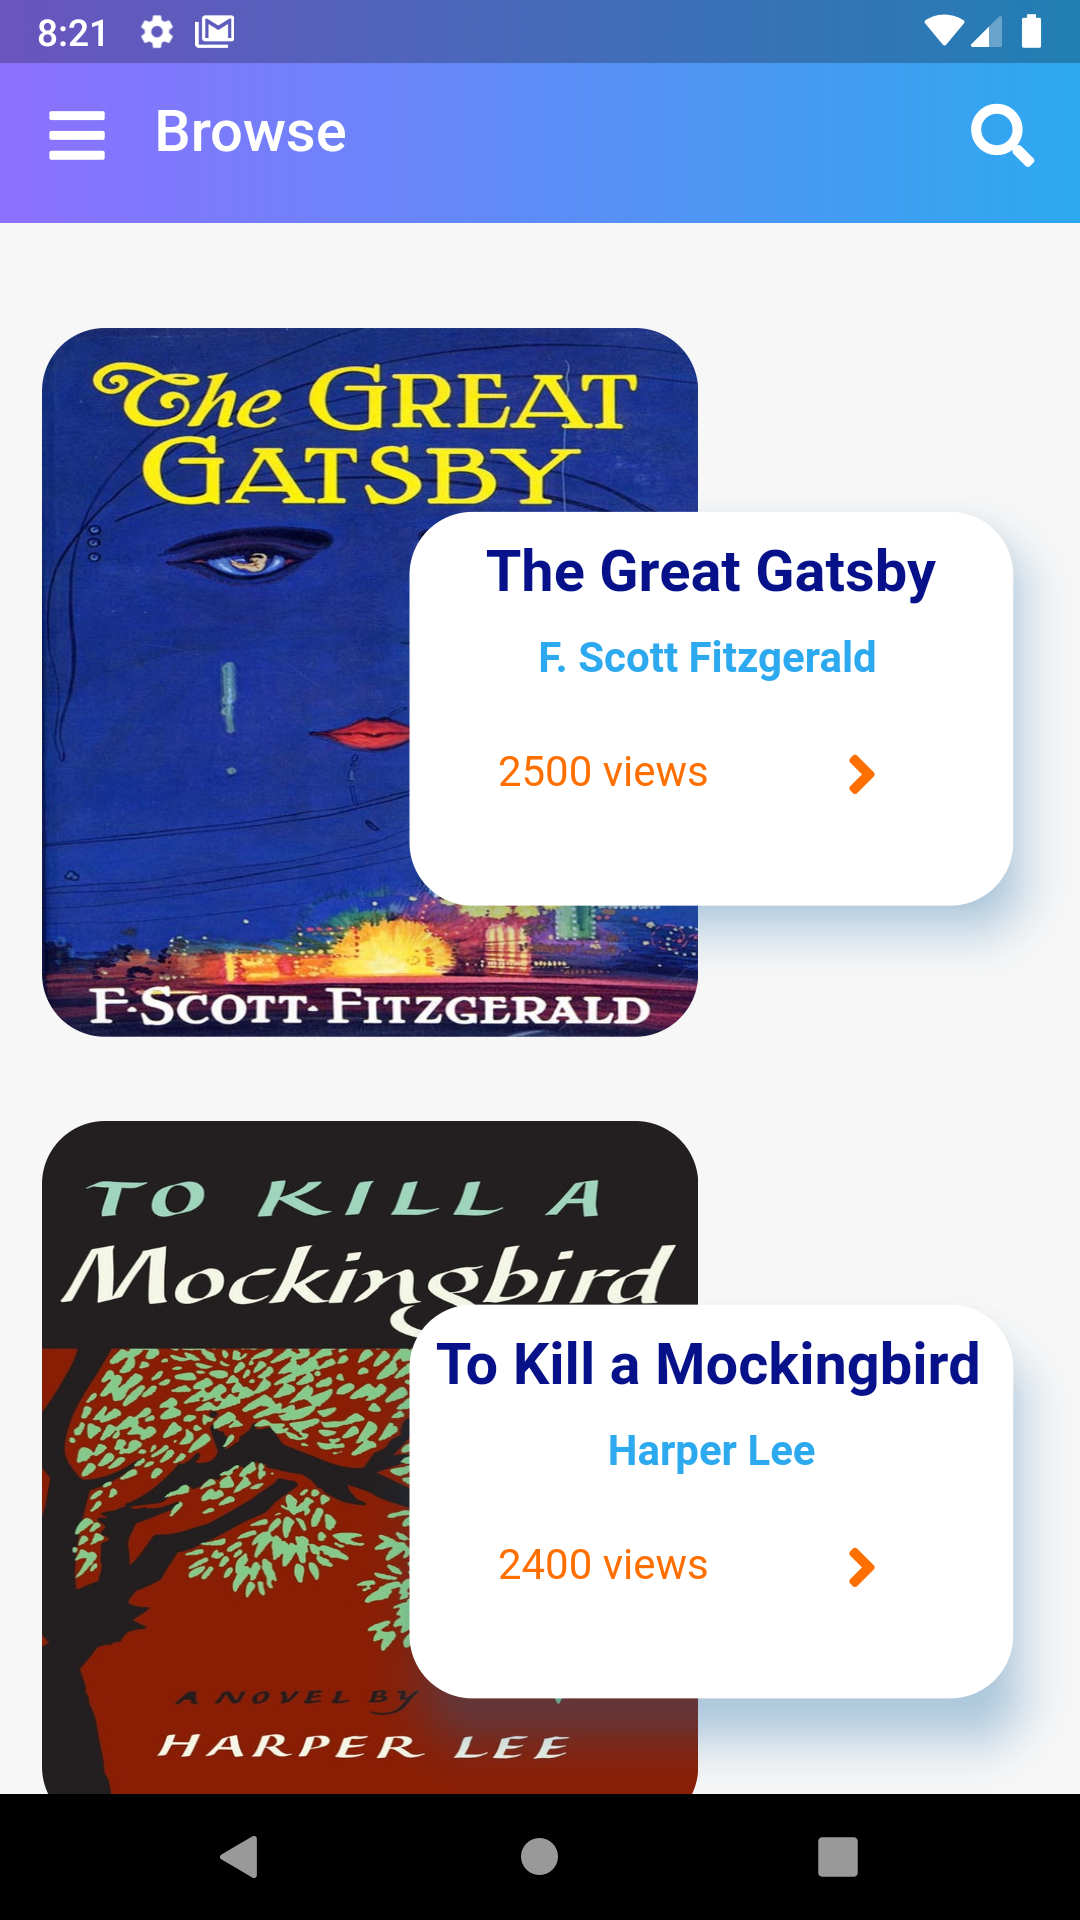 8:21
Browse
The GREAT
GATSBY
The Great Gatsby
F. Scott Fitzgerald
2500 views
F·SCOTT·FITZGERALD
TO KILL A
Mockingbird
To Kill a Mockingbird
Harper Lee
2400 views
A NOVEL BY
HARPER LEE